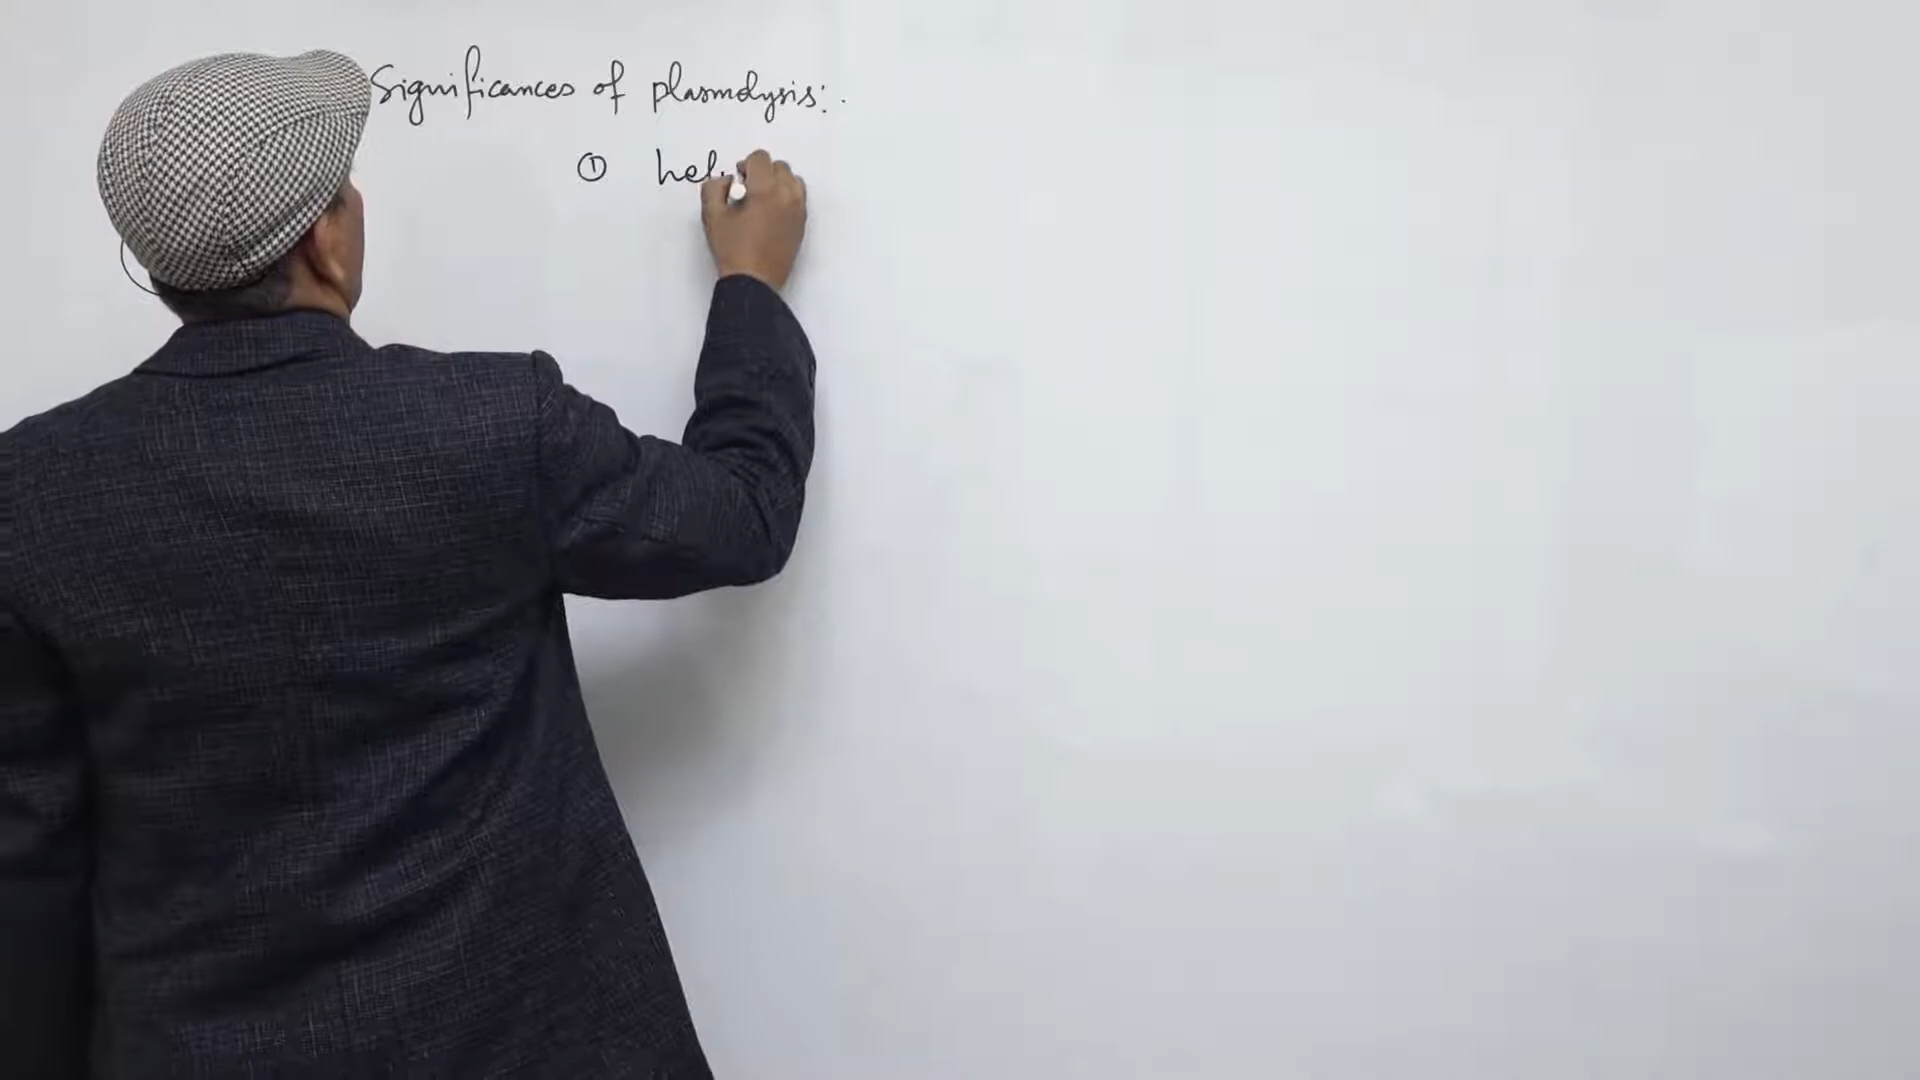 Significances of plasmolysis:.
① hel